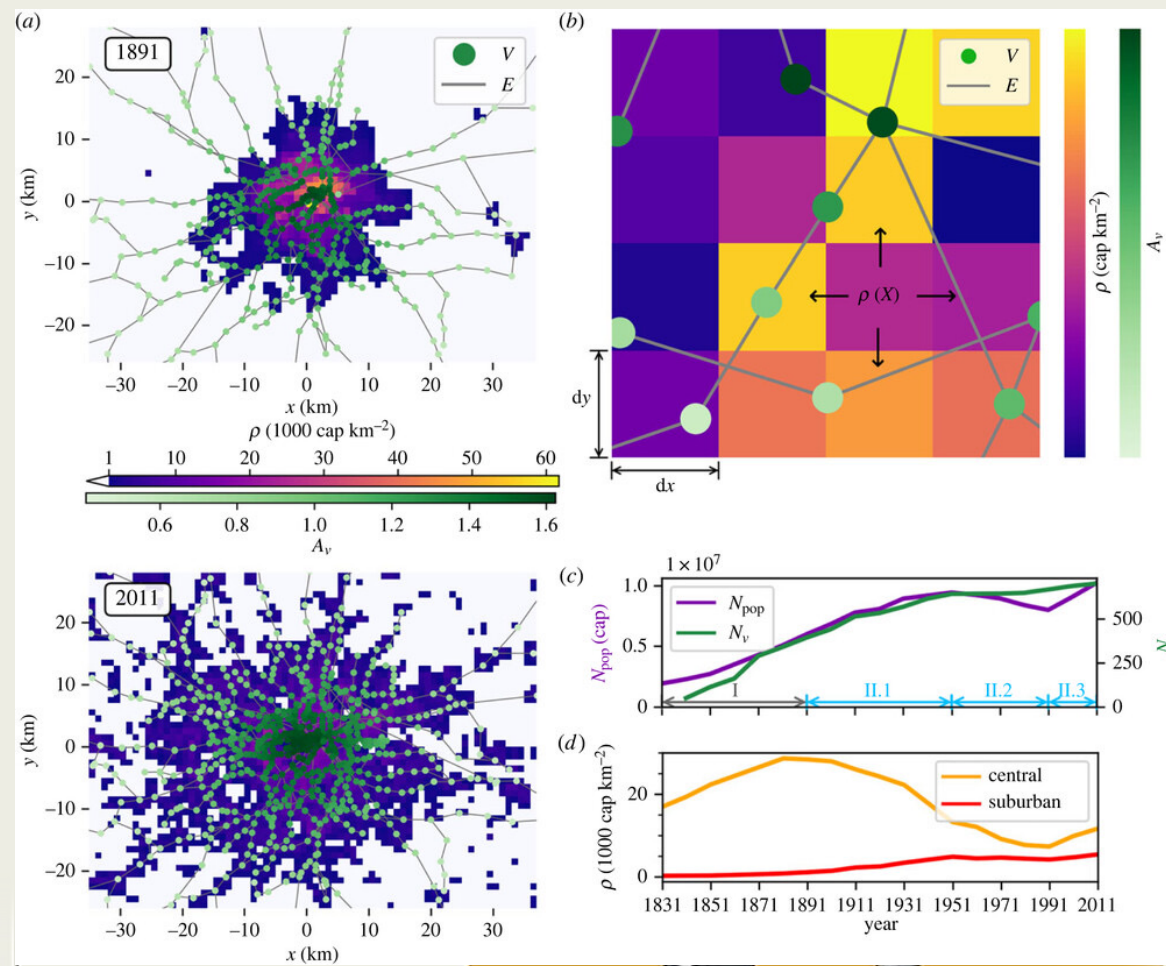 (a)
1891
V
E
20
10
0
−10
−20
y (km)
−30 −20 −10 0 10 20 30
x (km)
ρ (1000 cap km−2)
1 10 20 30 40 50 60
0.6 0.8 1.0 1.2 1.4 1.6
Av
2011
20
10
0
−10
−20
y (km)
−30 −20 −10 0 10 20 30
x (km)
(b)
V
E
ρ (X)
dy
dx
ρ (cap km−2)
Av
(c)
1 × 10^7
1.0
0.5
0
Npop (cap)
Npop
Nv
I II.1 II.2 II.3
500
250
0
N
(d)
20
0
ρ (1000 cap km−2)
central
suburban
1831 1851 1871 1891 1911 1931 1951 1971 1991 2011
year